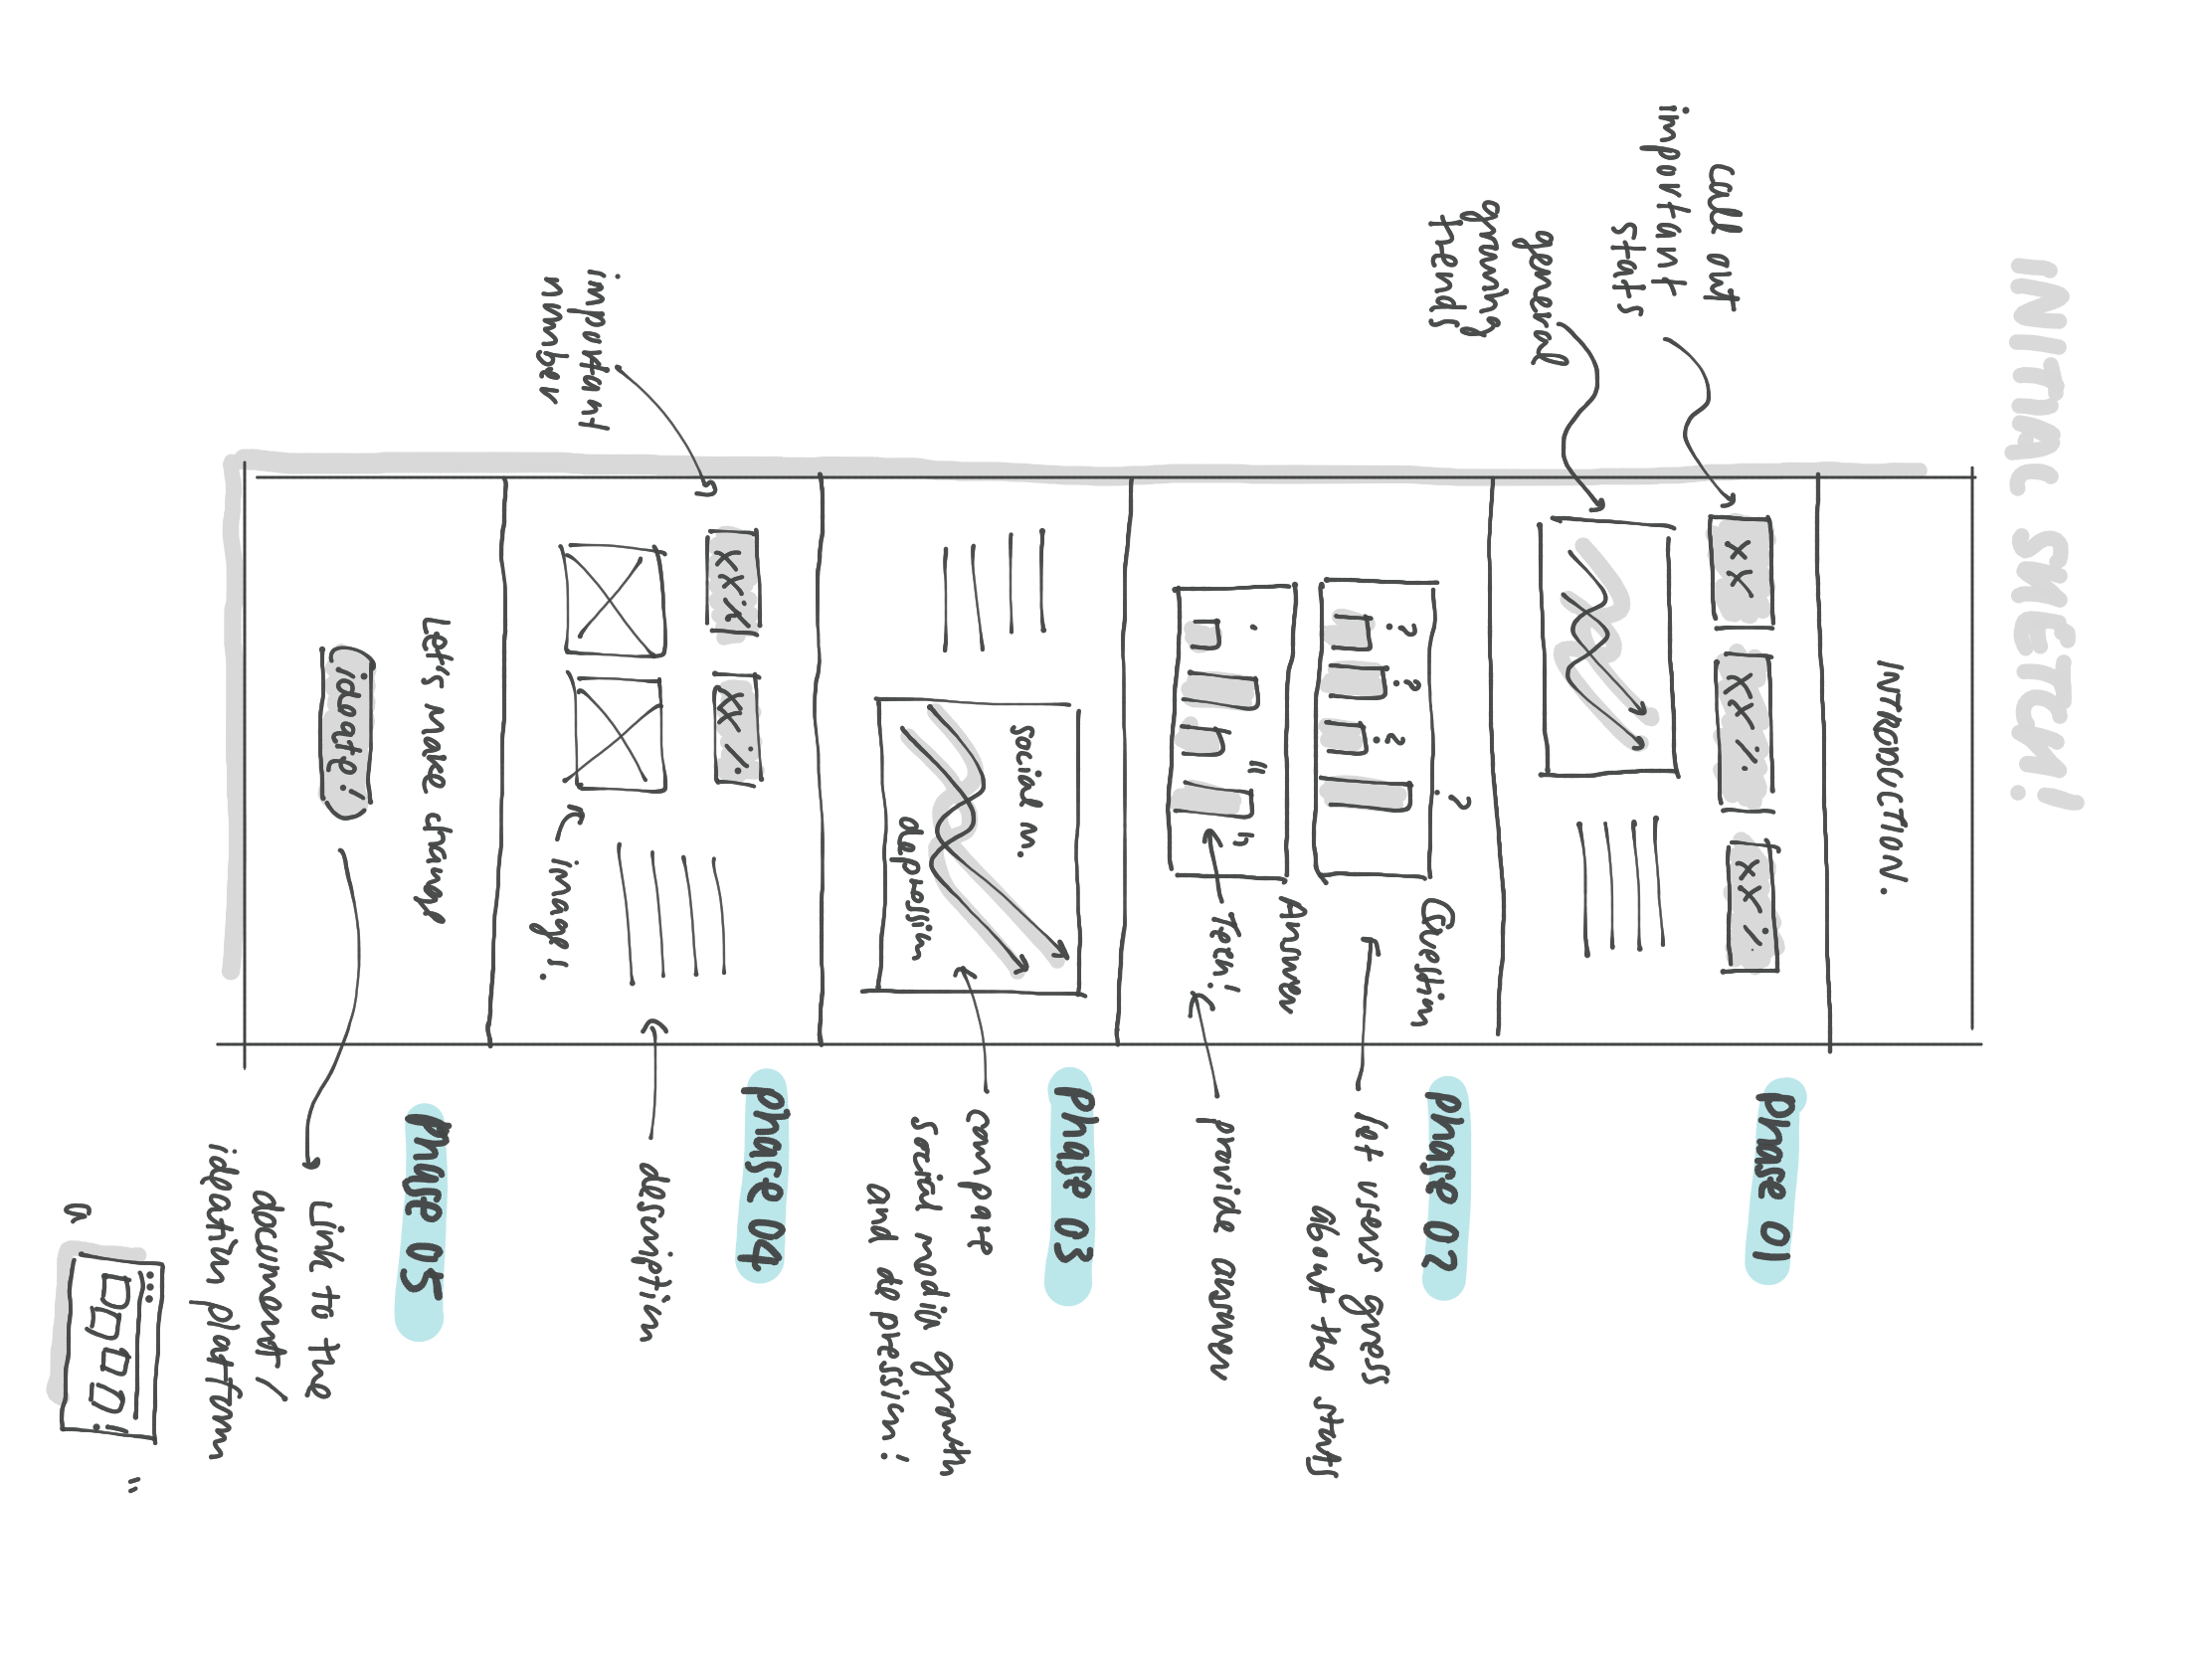 INITIAL SKETCH!
INTRODUCTION.
phase 01
call out
important
stats
XX
XX%
XX%
general
growing
trends
phase 02
? ? ? ?
Question
let users guess
about the stats
Answer
provide answer
phase 03
social m.
depression
compare
social media growth
and depression!
phase 04
important
number
XX%
XX%
image!.
description
phase 05
Let's make change
ideate!
Link to the
document /
ideation platform